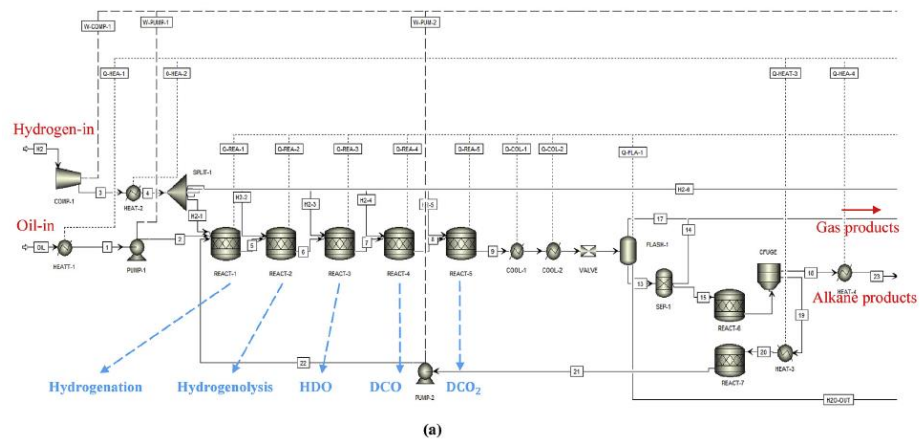 W-COMP-1
W-PUMP-1
W-PUM-2
Q-HEA-1
Q-HEA-2
Q-HEAT-3
Q-HEA-4
Hydrogen-in
H2
COMP-1
3
HEAT-2
4
SPLIT-1
Q-REA-1
Q-REA-2
Q-REA-3
Q-REA-4
Q-REA-5
Q-COL-1
Q-COL-2
Q-FLA-1
H2-6
H2-1
H2-2
H2-3
H2-4
H2-5
Oil-in
OIL
HEATT-1
1
PUMP-1
2
REACT-1
5
REACT-2
6
REACT-3
7
REACT-4
8
REACT-5
9
COOL-1
COOL-2
VALVE
FLASH-1
17
Gas products
14
13
SEP-1
15
REACT-6
CFUGE
18
HEAT-4
23
Alkane products
19
HEAT-3
20
REACT-7
21
PUMP-2
22
H2O-OUT
Hydrogenation
Hydrogenolysis
HDO
DCO
DCO₂
(a)